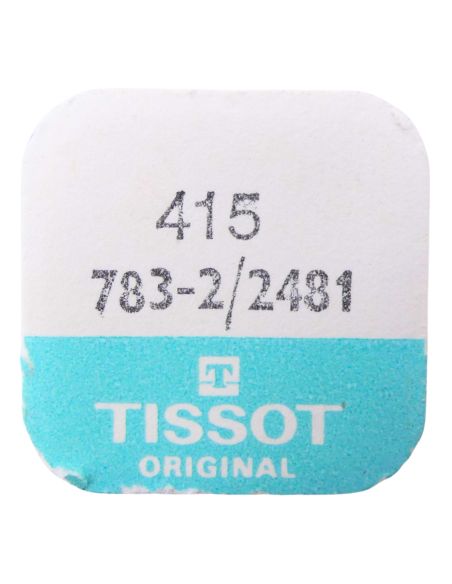 415
783-2/2481
T
TISSOT
ORIGINAL